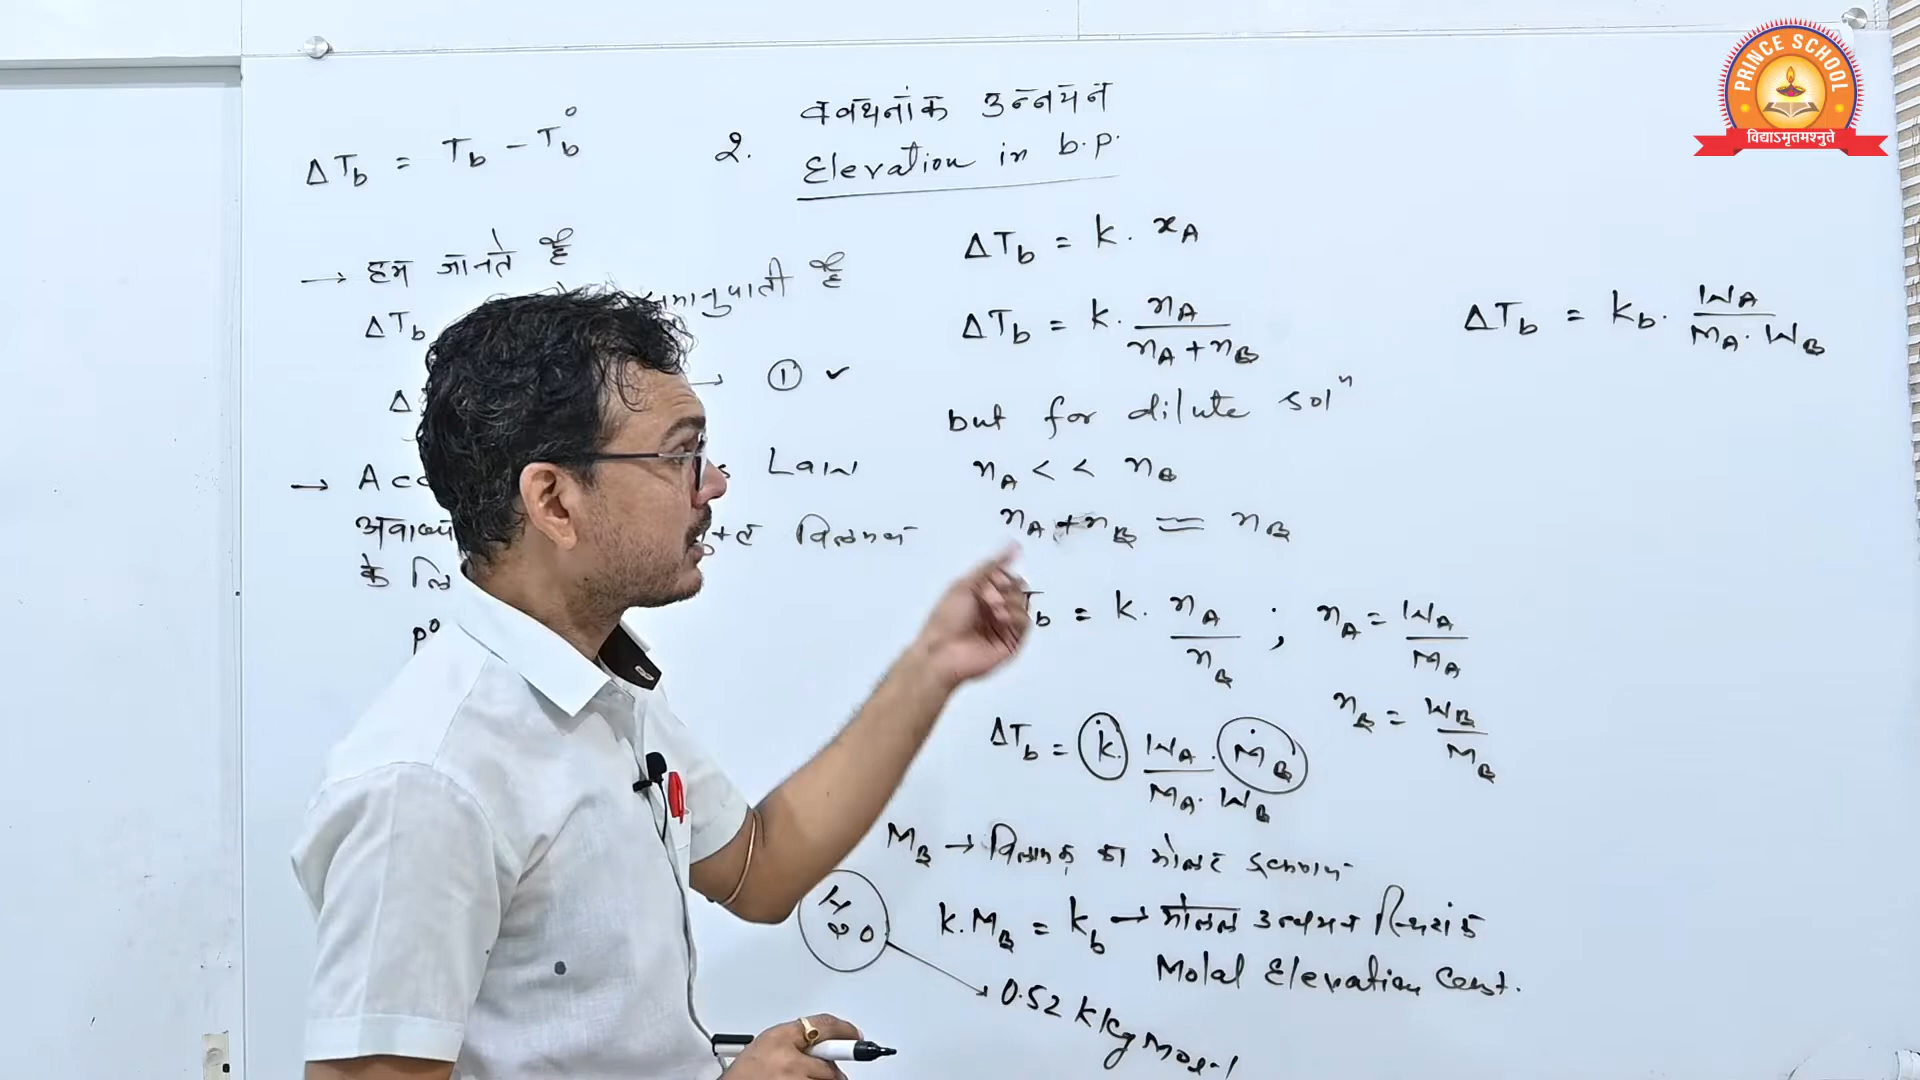 PRINCE SCHOOL
विद्याऽमृतमश्नुते
2. क्वथनांक उन्नयन
Elevation in b.p.
ΔTb = Tb - Tb°
→ हम जानते है
समानुपाती है
ΔTb
Δ
→ ① ✓
→ Acc Law
के लि
p°
ΔTb = k. xA
ΔTb = k. nA / nA + nB
but for dilute solⁿ
nA << nB
nA + nB ≈ nB
Tb = k. nA / nB ; nA = WA / MA
nB = WB / MB
ΔTb = k. WA / MA. WB . MB
MB → विलायक का मोलर द्रव्यमान
k.MB = kb → मोलल उन्नयन स्थिरांक
Molal Elevation Const.
H2O
0.52 K kg mol-1
ΔTb = kb. WA / MA. WB